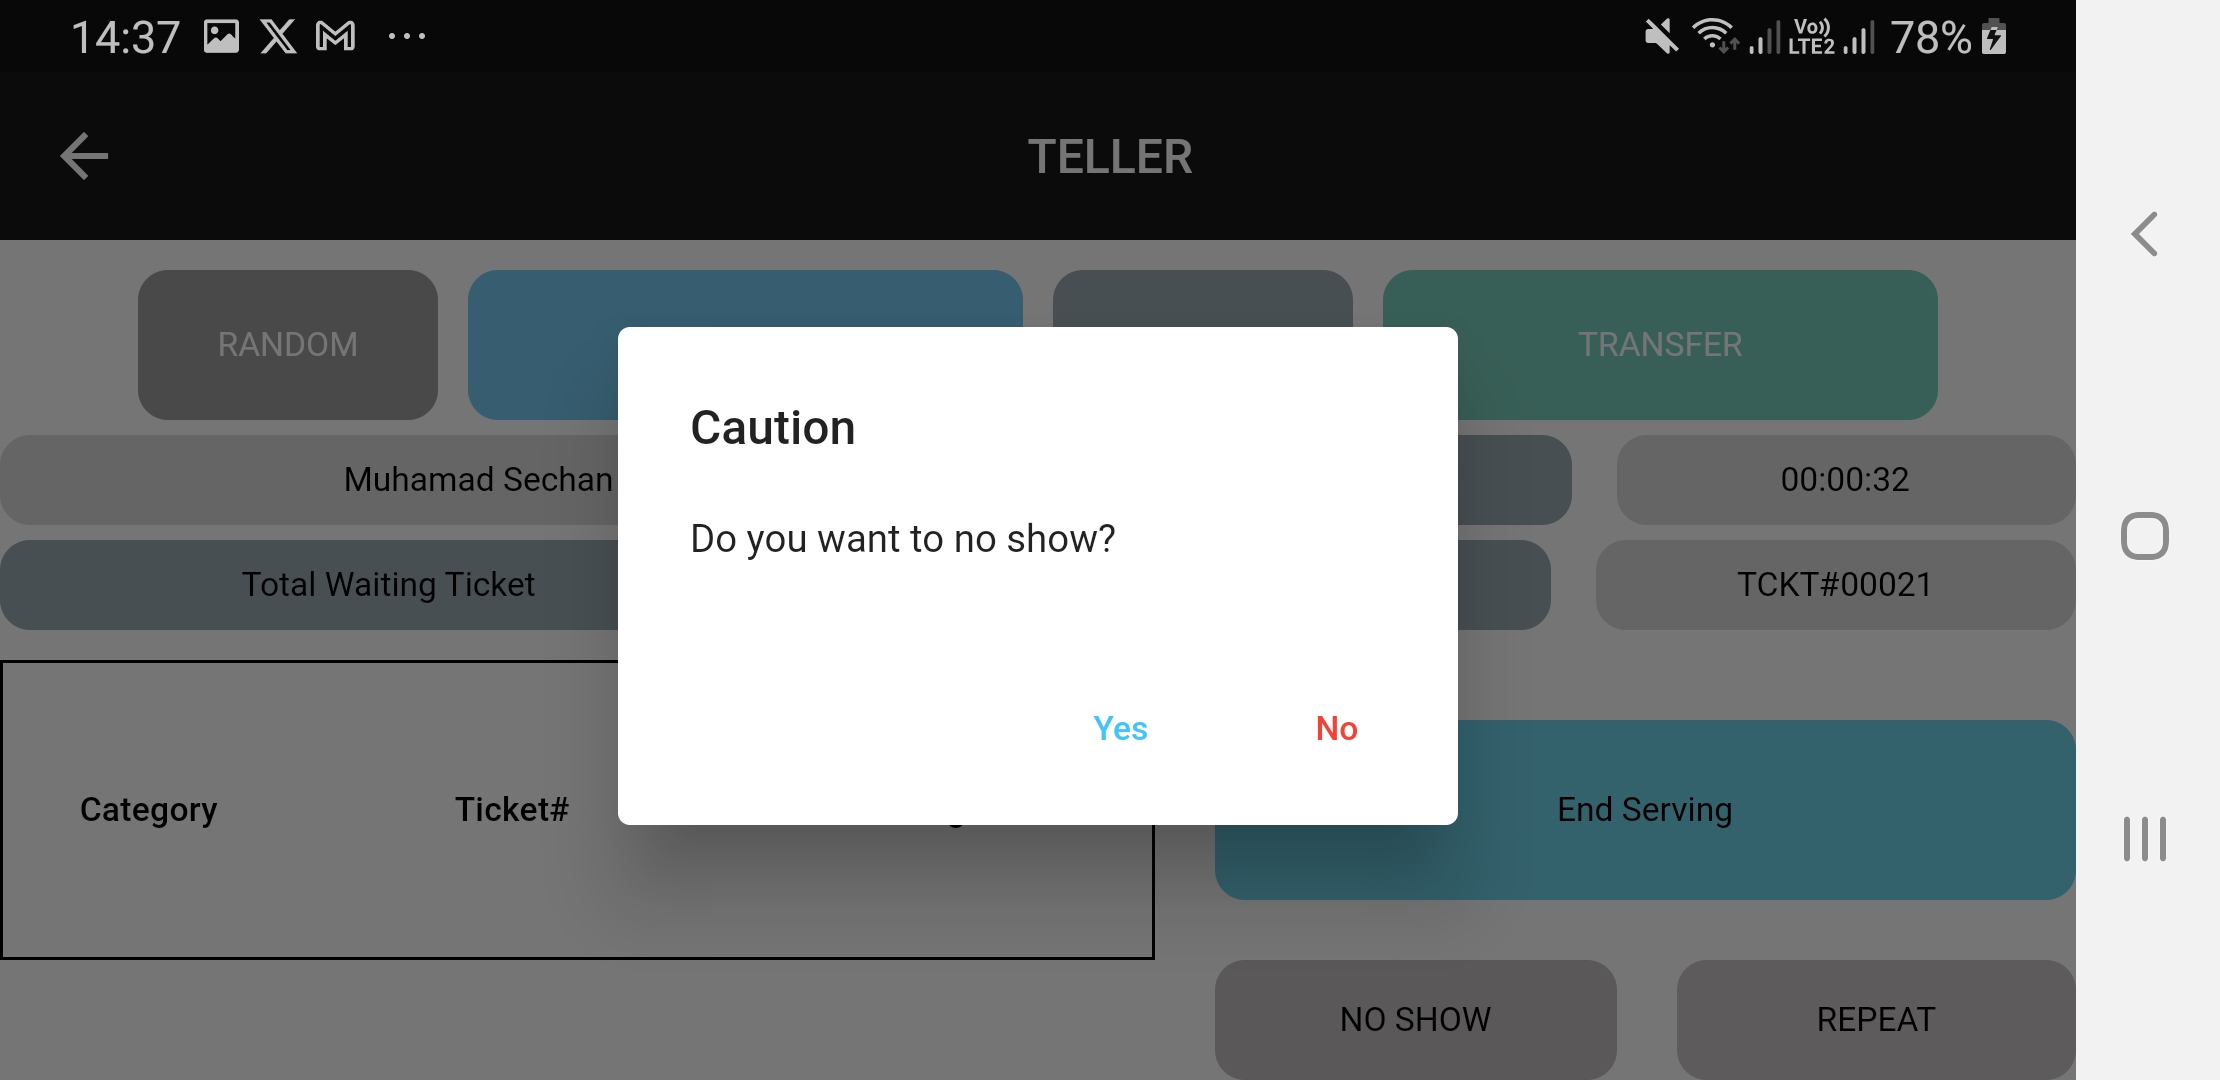 14:37
Vo))
LTE2
78%
TELLER
RANDOM
TRANSFER
Caution
Muhamad Sechan
00:00:32
Do you want to no show?
Total Waiting Ticket
TCKT#00021
Yes
No
Category
Ticket#
End Serving
NO SHOW
REPEAT